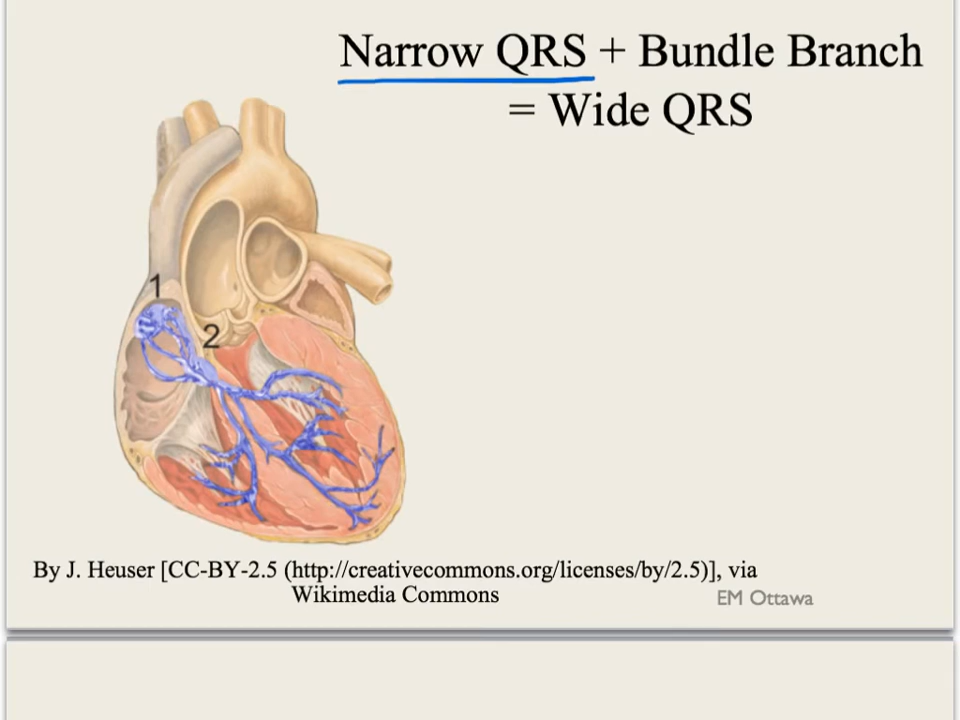 Narrow QRS + Bundle Branch
= Wide QRS
1
2
By J. Heuser [CC-BY-2.5 (http://creativecommons.org/licenses/by/2.5)], via
Wikimedia Commons
EM Ottawa